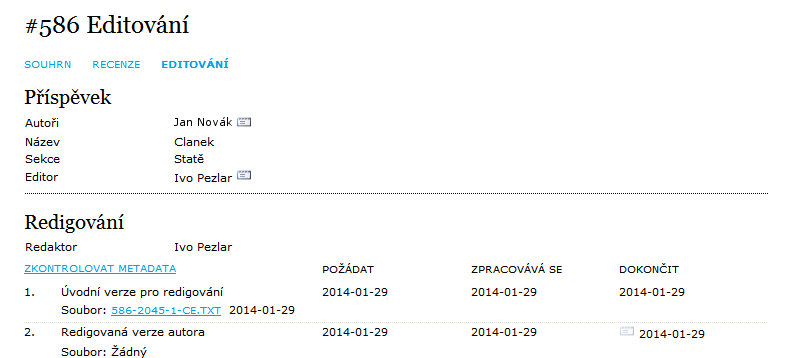 #586 Editování
SOUHRN RECENZE EDITOVÁNÍ
Příspěvek
Autoři Jan Novák
Název Clanek
Sekce Statě
Editor Ivo Pezlar
Redigování
Redaktor Ivo Pezlar
ZKONTROLOVAT METADATA POŽÁDAT ZPRACOVÁVÁ SE DOKONČIT
1. Úvodní verze pro redigování 2014-01-29 2014-01-29 2014-01-29
Soubor: 586-2045-1-CE.TXT 2014-01-29
2. Redigovaná verze autora 2014-01-29 2014-01-29 2014-01-29
Soubor: Žádný